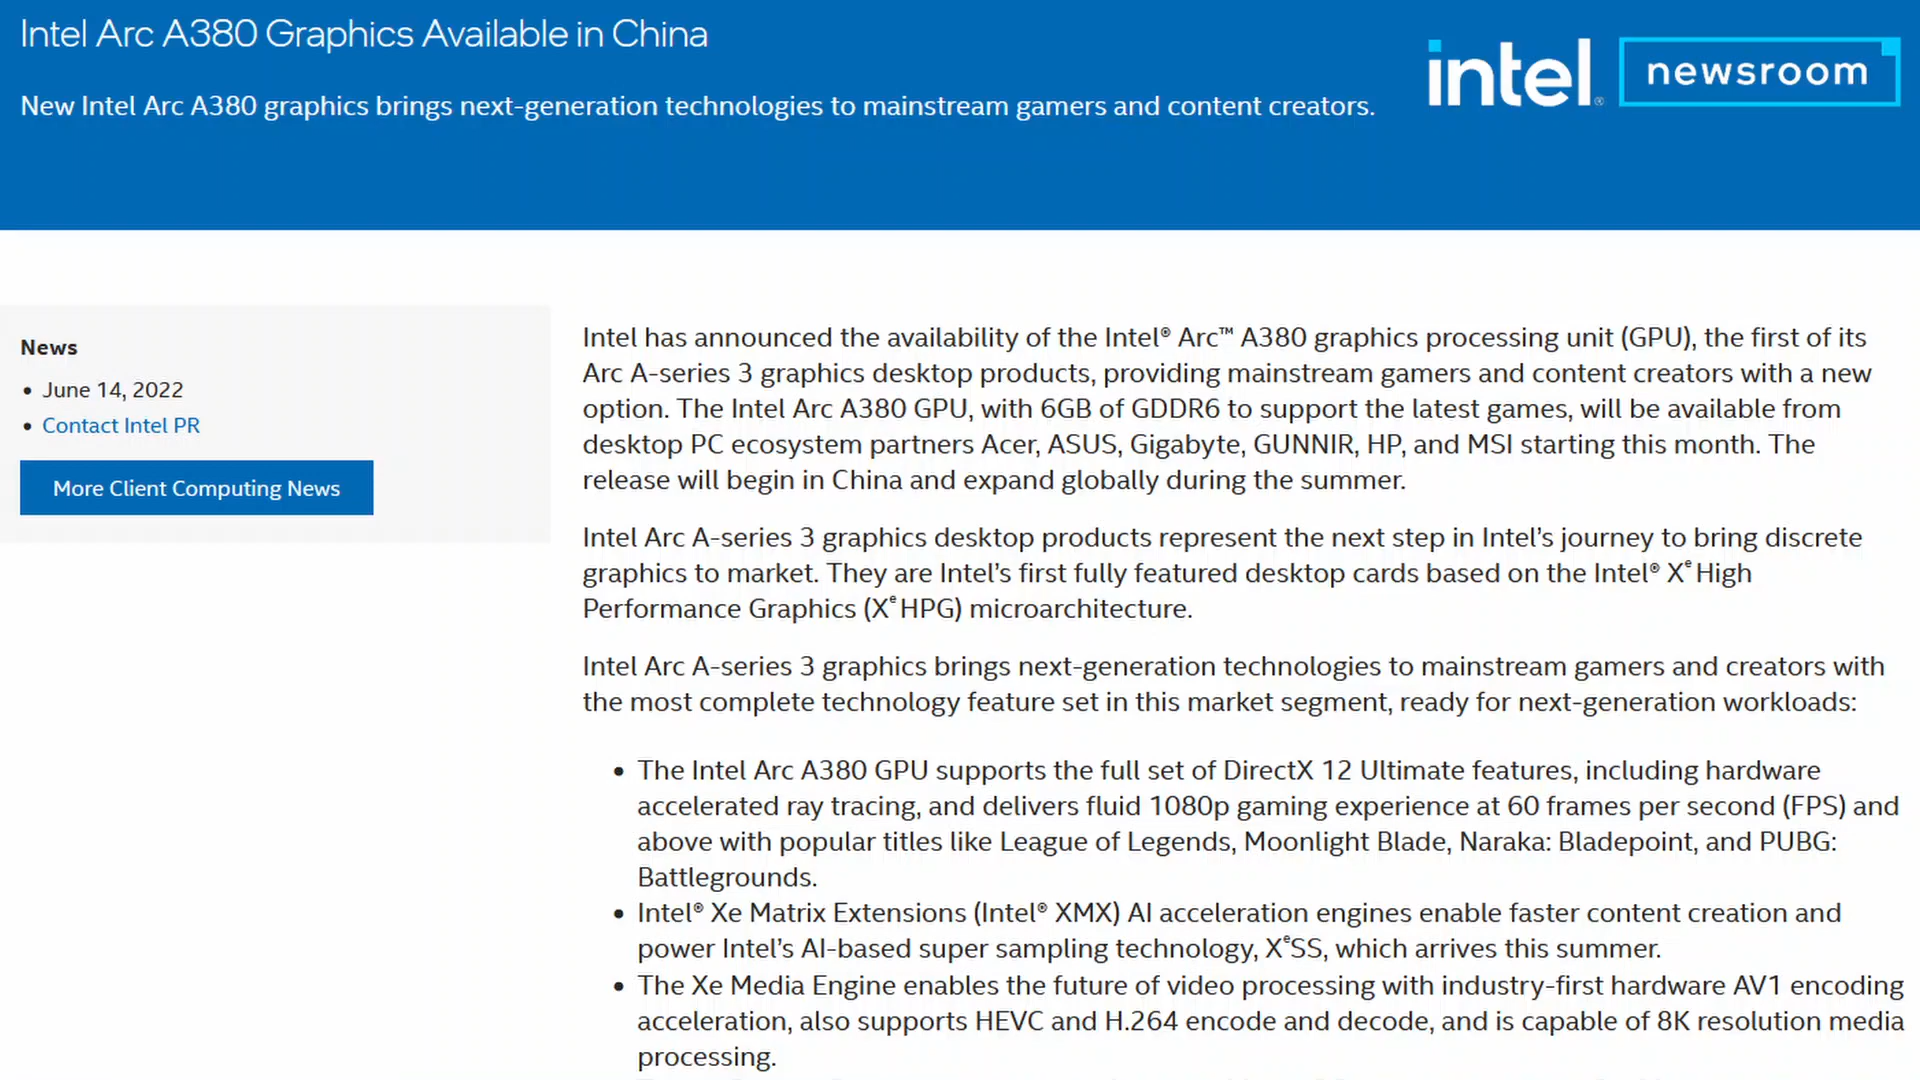 Intel Arc A380 Graphics Available in China
New Intel Arc A380 graphics brings next-generation technologies to mainstream gamers and content creators.
intel® newsroom
News
• June 14, 2022
• Contact Intel PR
More Client Computing News
Intel has announced the availability of the Intel® Arc™ A380 graphics processing unit (GPU), the first of its
Arc A-series 3 graphics desktop products, providing mainstream gamers and content creators with a new
option. The Intel Arc A380 GPU, with 6GB of GDDR6 to support the latest games, will be available from
desktop PC ecosystem partners Acer, ASUS, Gigabyte, GUNNIR, HP, and MSI starting this month. The
release will begin in China and expand globally during the summer.
Intel Arc A-series 3 graphics desktop products represent the next step in Intel’s journey to bring discrete
graphics to market. They are Intel’s first fully featured desktop cards based on the Intel® Xᵉ High
Performance Graphics (Xᵉ HPG) microarchitecture.
Intel Arc A-series 3 graphics brings next-generation technologies to mainstream gamers and creators with
the most complete technology feature set in this market segment, ready for next-generation workloads:
• The Intel Arc A380 GPU supports the full set of DirectX 12 Ultimate features, including hardware
accelerated ray tracing, and delivers fluid 1080p gaming experience at 60 frames per second (FPS) and
above with popular titles like League of Legends, Moonlight Blade, Naraka: Bladepoint, and PUBG:
Battlegrounds.
• Intel® Xe Matrix Extensions (Intel® XMX) AI acceleration engines enable faster content creation and
power Intel’s AI-based super sampling technology, XᵉSS, which arrives this summer.
• The Xe Media Engine enables the future of video processing with industry-first hardware AV1 encoding
acceleration, also supports HEVC and H.264 encode and decode, and is capable of 8K resolution media
processing.